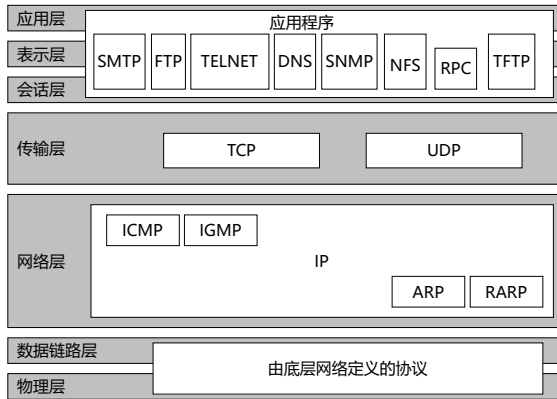 应用层
应用程序
表示层
SMTP FTP TELNET DNS SNMP NFS RPC TFTP
会话层
传输层
TCP UDP
ICMP IGMP
网络层
IP
ARP RARP
数据链路层
由底层网络定义的协议
物理层